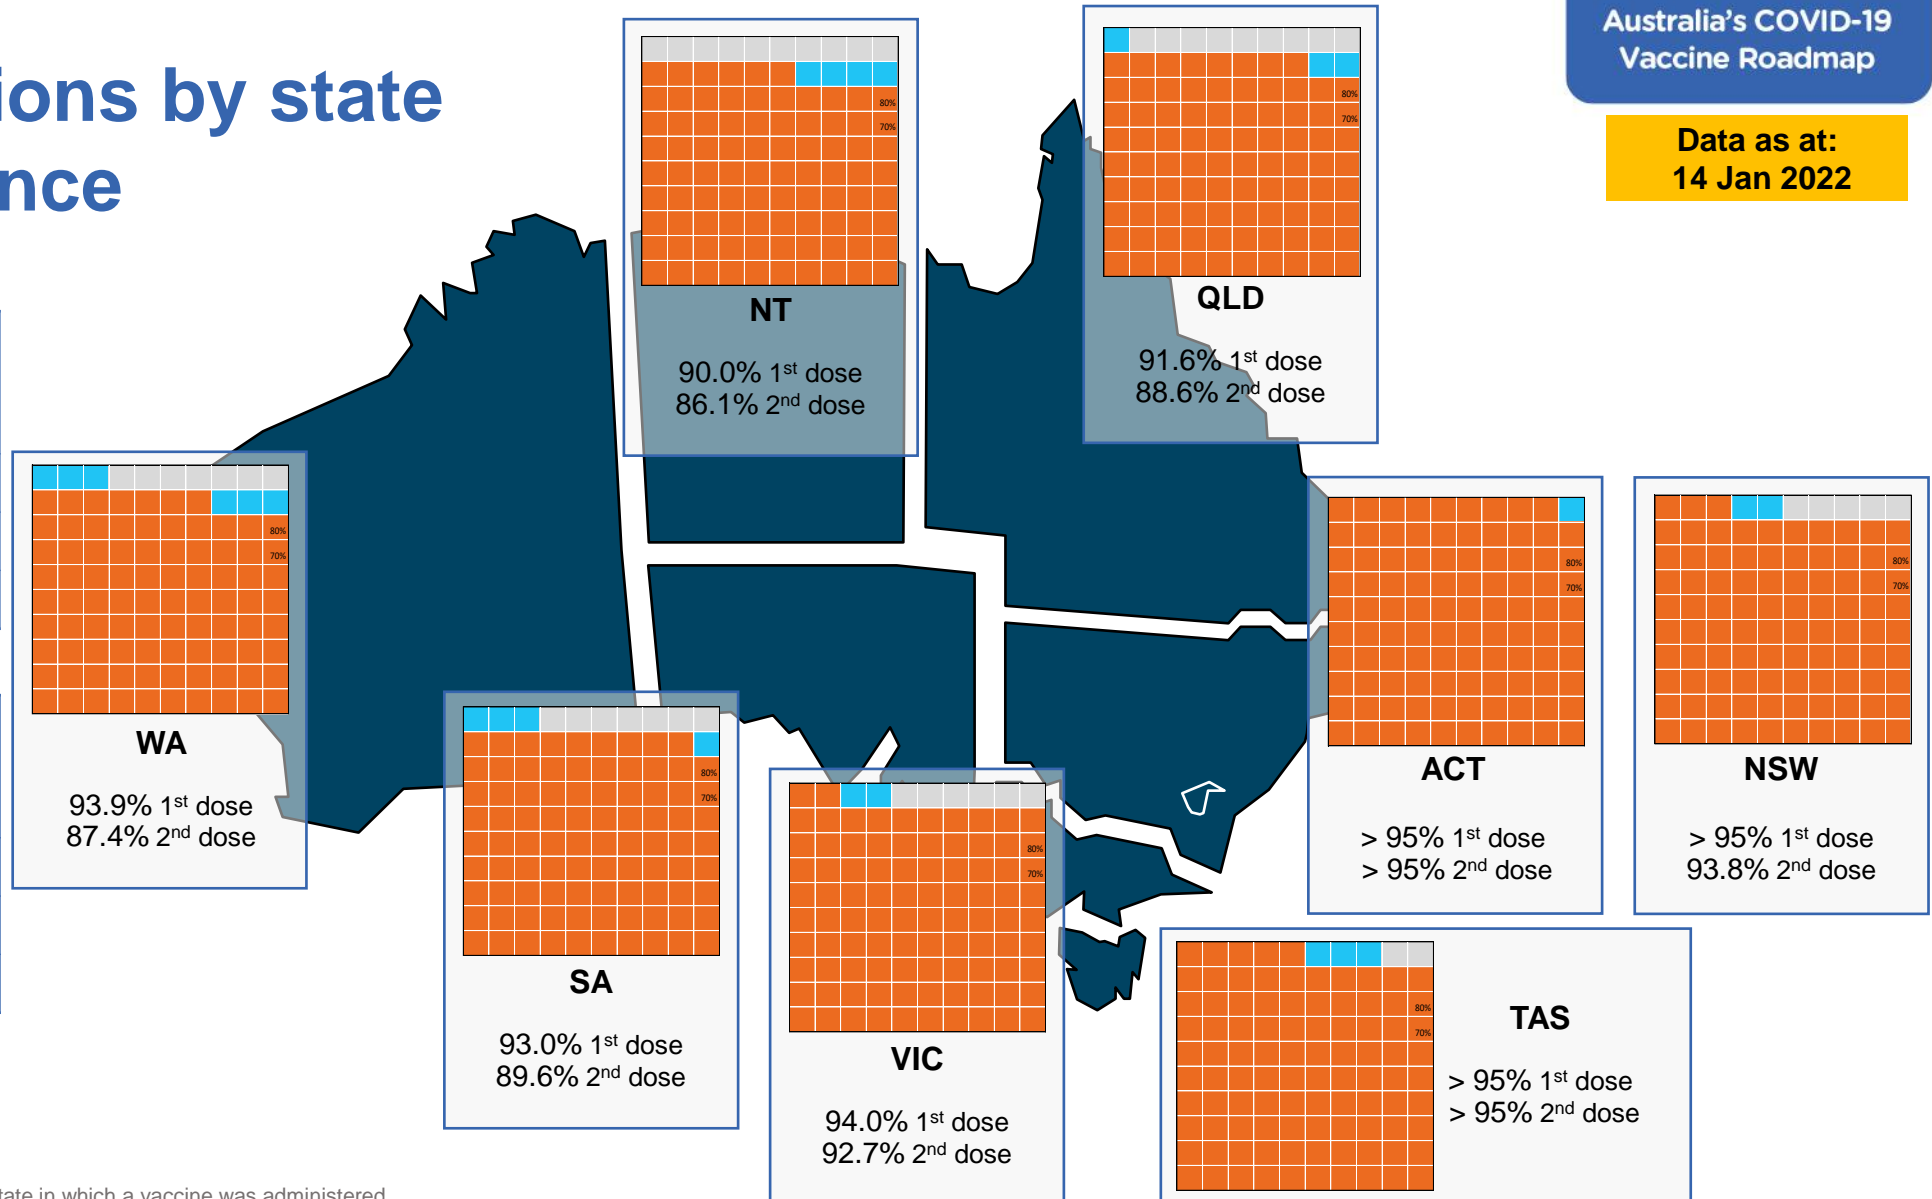 ions by state
nce
Australia's COVID-19
Vaccine Roadmap
Data as at:
14 Jan 2022
80%
70%
NT
90.0% 1st dose
86.1% 2nd dose
80%
70%
QLD
91.6% 1st dose
88.6% 2nd dose
80%
70%
WA
93.9% 1st dose
87.4% 2nd dose
80%
70%
SA
93.0% 1st dose
89.6% 2nd dose
80%
70%
VIC
94.0% 1st dose
92.7% 2nd dose
80%
70%
ACT
> 95% 1st dose
> 95% 2nd dose
80%
70%
NSW
> 95% 1st dose
93.8% 2nd dose
80%
70%
TAS
> 95% 1st dose
> 95% 2nd dose
tate in which a vaccine was administered